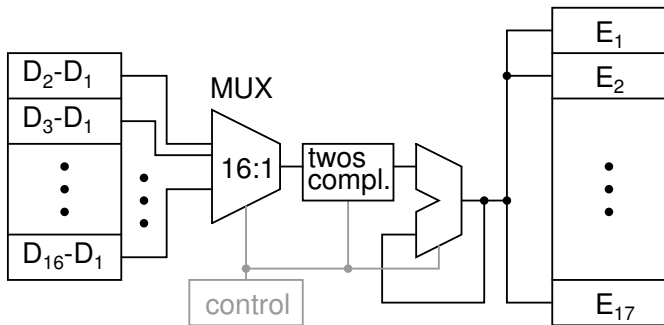 E₁
D₂-D₁
MUX
E₂
D₃-D₁
16:1
twos
compl.
D₁₆-D₁
control
E₁₇